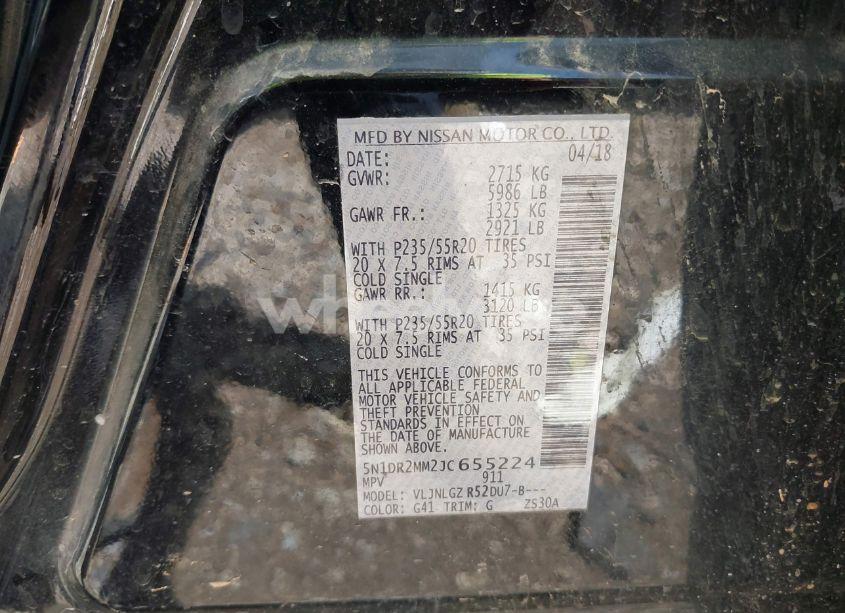 MFD BY NISSAN MOTOR CO., LTD.
DATE: 04/18
GVWR: 2715 KG
5986 LB
GAWR FR.: 1325 KG
2921 LB
WITH P235/55R20 TIRES
20 X 7.5 RIMS AT 35 PSI
COLD SINGLE
GAWR RR.: 1415 KG
3120 LB
WITH P235/55R20 TIRES
20 X 7.5 RIMS AT 35 PSI
COLD SINGLE
THIS VEHICLE CONFORMS TO
ALL APPLICABLE FEDERAL
MOTOR VEHICLE SAFETY AND
THEFT PREVENTION
STANDARDS IN EFFECT ON
THE DATE OF MANUFACTURE
SHOWN ABOVE.
5N1DR2MM2JC655224
MPV 911
MODEL: VLJNLGZ R52DU7-B---
COLOR: G41 TRIM: G ZS30A